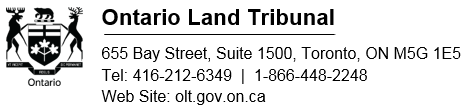 Ontario Land Tribunal
655 Bay Street, Suite 1500, Toronto, ON M5G 1E5
Tel: 416-212-6349 | 1-866-448-2248
Web Site: olt.gov.on.ca
Ontario